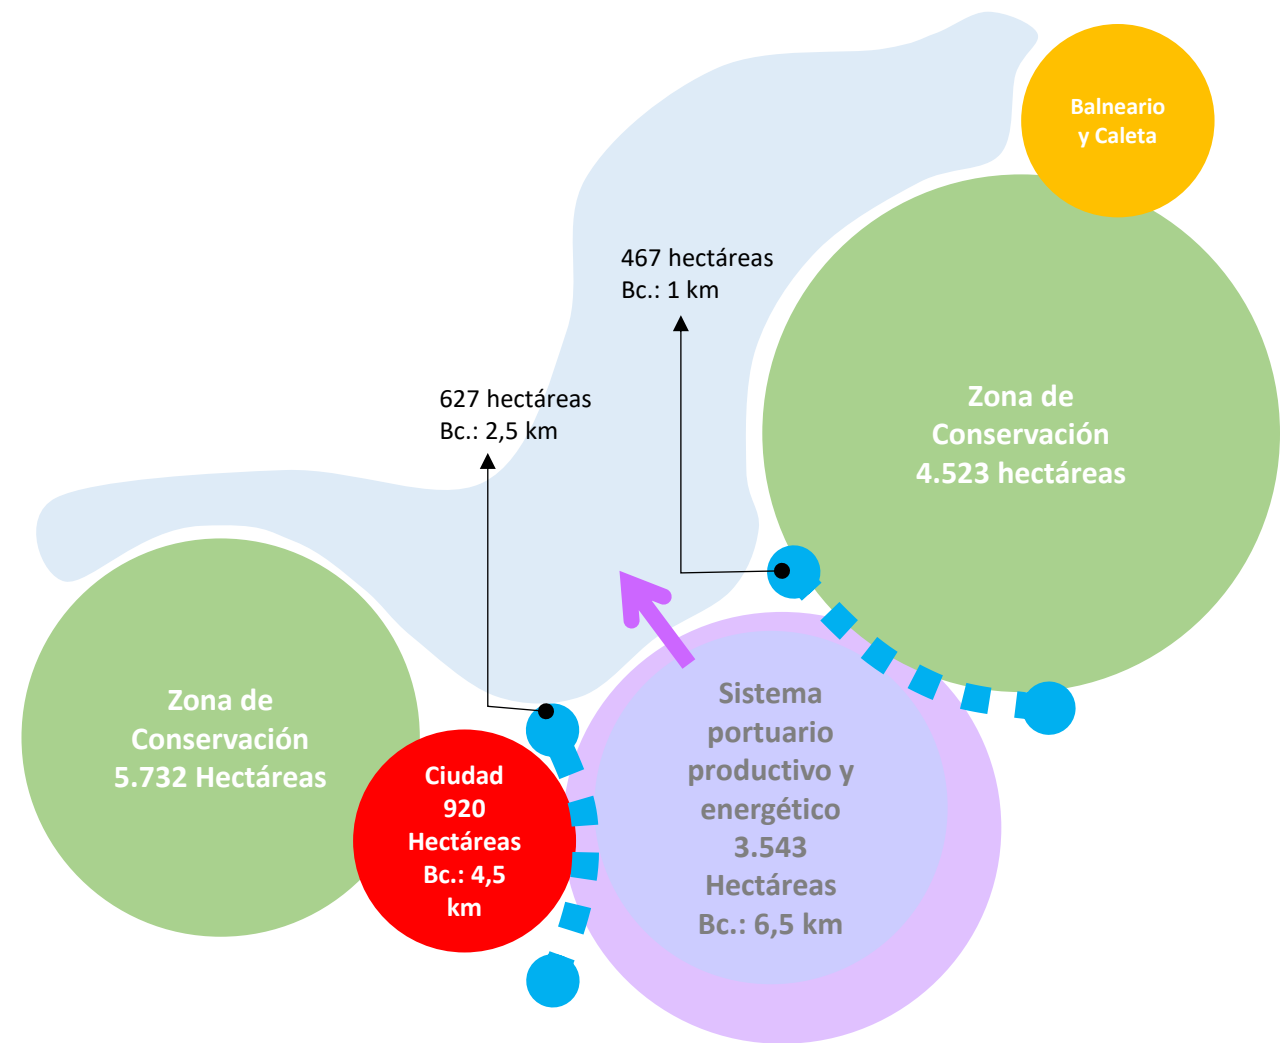 Balneario
y Caleta
467 hectáreas
Bc.: 1 km
627 hectáreas
Bc.: 2,5 km
Zona de
Conservación
4.523 hectáreas
Zona de
Conservación
5.732 Hectáreas
Ciudad
920
Hectáreas
Bc.: 4,5
km
Sistema
portuario
productivo y
energético
3.543
Hectáreas
Bc.: 6,5 km